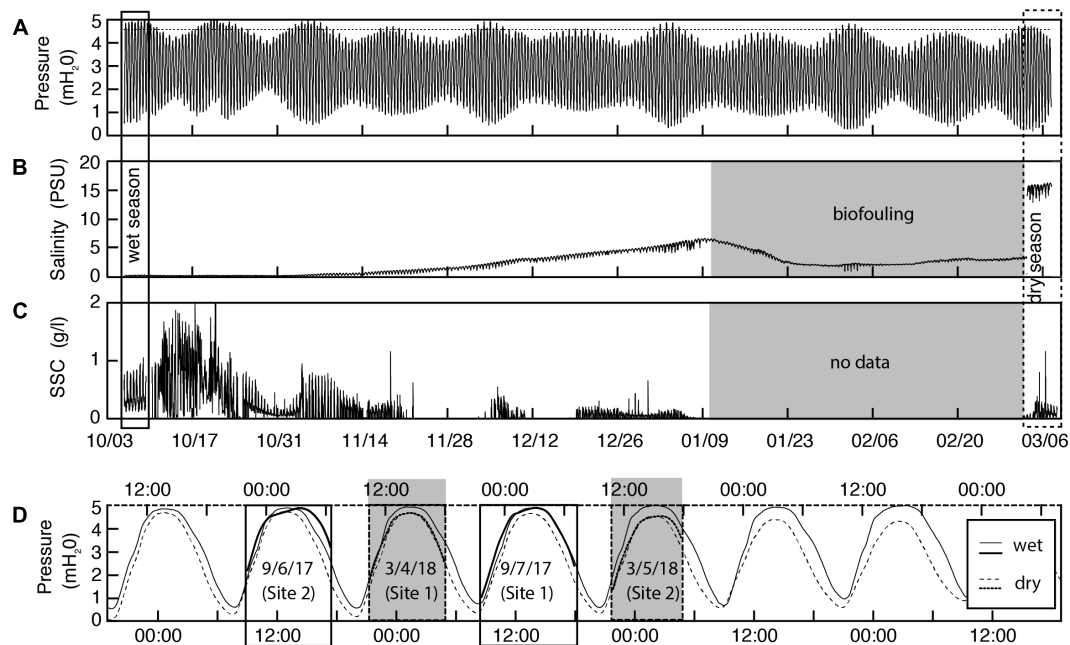 A
Pressure
(mH20)
5
4
3
2
1
0
B
Salinity (PSU)
20
15
10
5
0
wet season
biofouling
dry season
C
SSC (g/l)
2
1
0
no data
10/03 10/17 10/31 11/14 11/28 12/12 12/26 01/09 01/23 02/06 02/20 03/06
D
12:00 00:00 12:00 00:00 12:00 00:00 12:00 00:00
Pressure
(mH20)
5
4
3
2
1
0
9/6/17
(Site 2)
3/4/18
(Site 1)
9/7/17
(Site 1)
3/5/18
(Site 2)
wet
dry
00:00 12:00 00:00 12:00 00:00 12:00 00:00 12:00